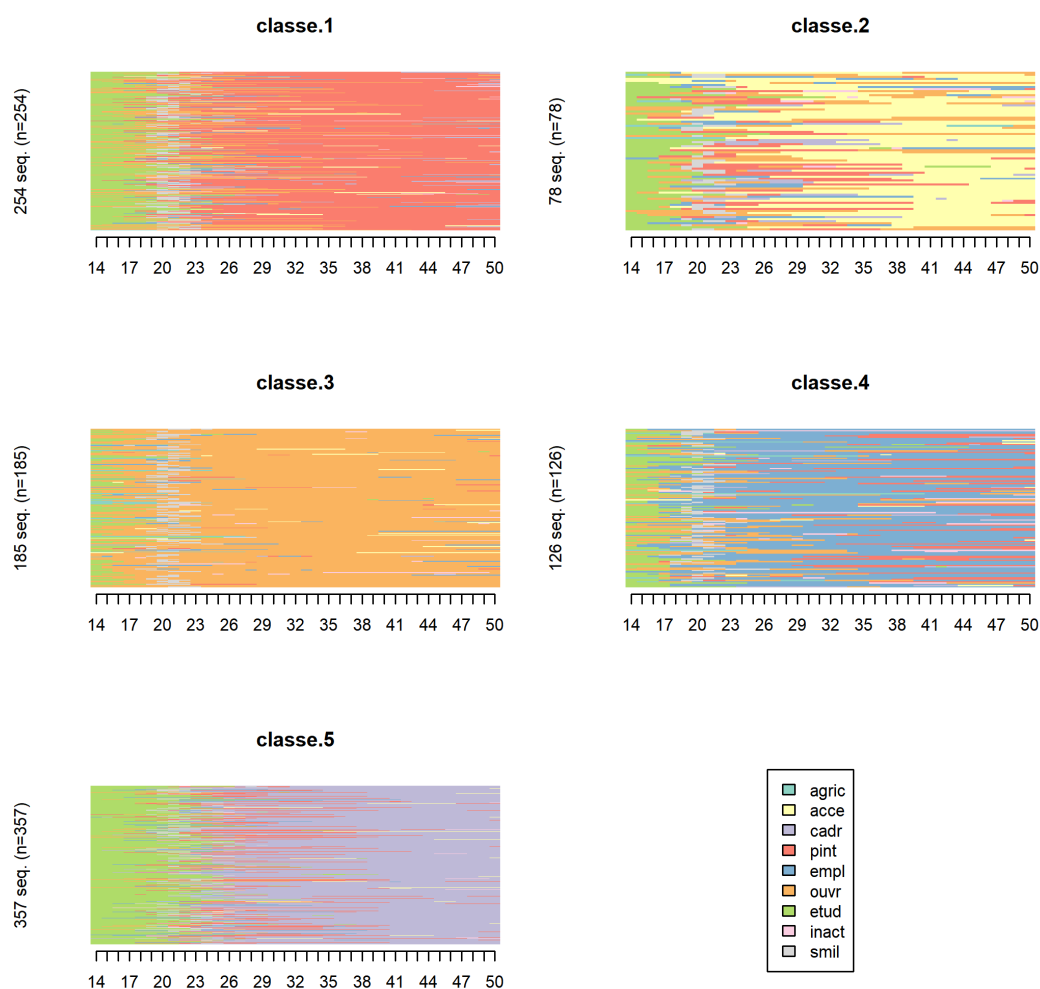 classe.1
254 seq. (n=254)
14 17 20 23 26 29 32 35 38 41 44 47 50
classe.2
78 seq. (n=78)
14 17 20 23 26 29 32 35 38 41 44 47 50
classe.3
185 seq. (n=185)
14 17 20 23 26 29 32 35 38 41 44 47 50
classe.4
126 seq. (n=126)
14 17 20 23 26 29 32 35 38 41 44 47 50
classe.5
357 seq. (n=357)
14 17 20 23 26 29 32 35 38 41 44 47 50
agric
acce
cadr
pint
empl
ouvr
etud
inact
smil